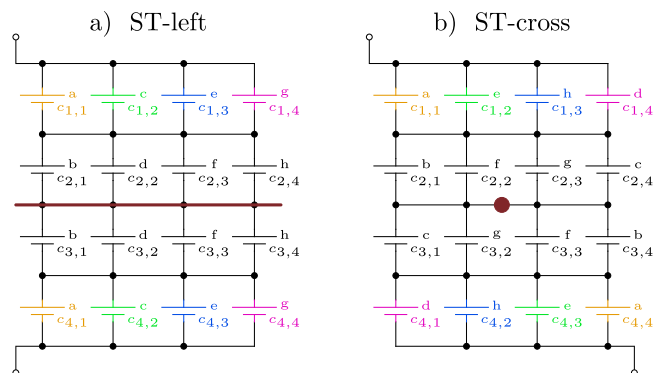 a) ST-left b) ST-cross
a c e g a e h d
c1,1 c1,2 c1,3 c1,4 c1,1 c1,2 c1,3 c1,4
b d f h b f g c
c2,1 c2,2 c2,3 c2,4 c2,1 c2,2 c2,3 c2,4
b d f h c g f b
c3,1 c3,2 c3,3 c3,4 c3,1 c3,2 c3,3 c3,4
a c e g d h e a
c4,1 c4,2 c4,3 c4,4 c4,1 c4,2 c4,3 c4,4